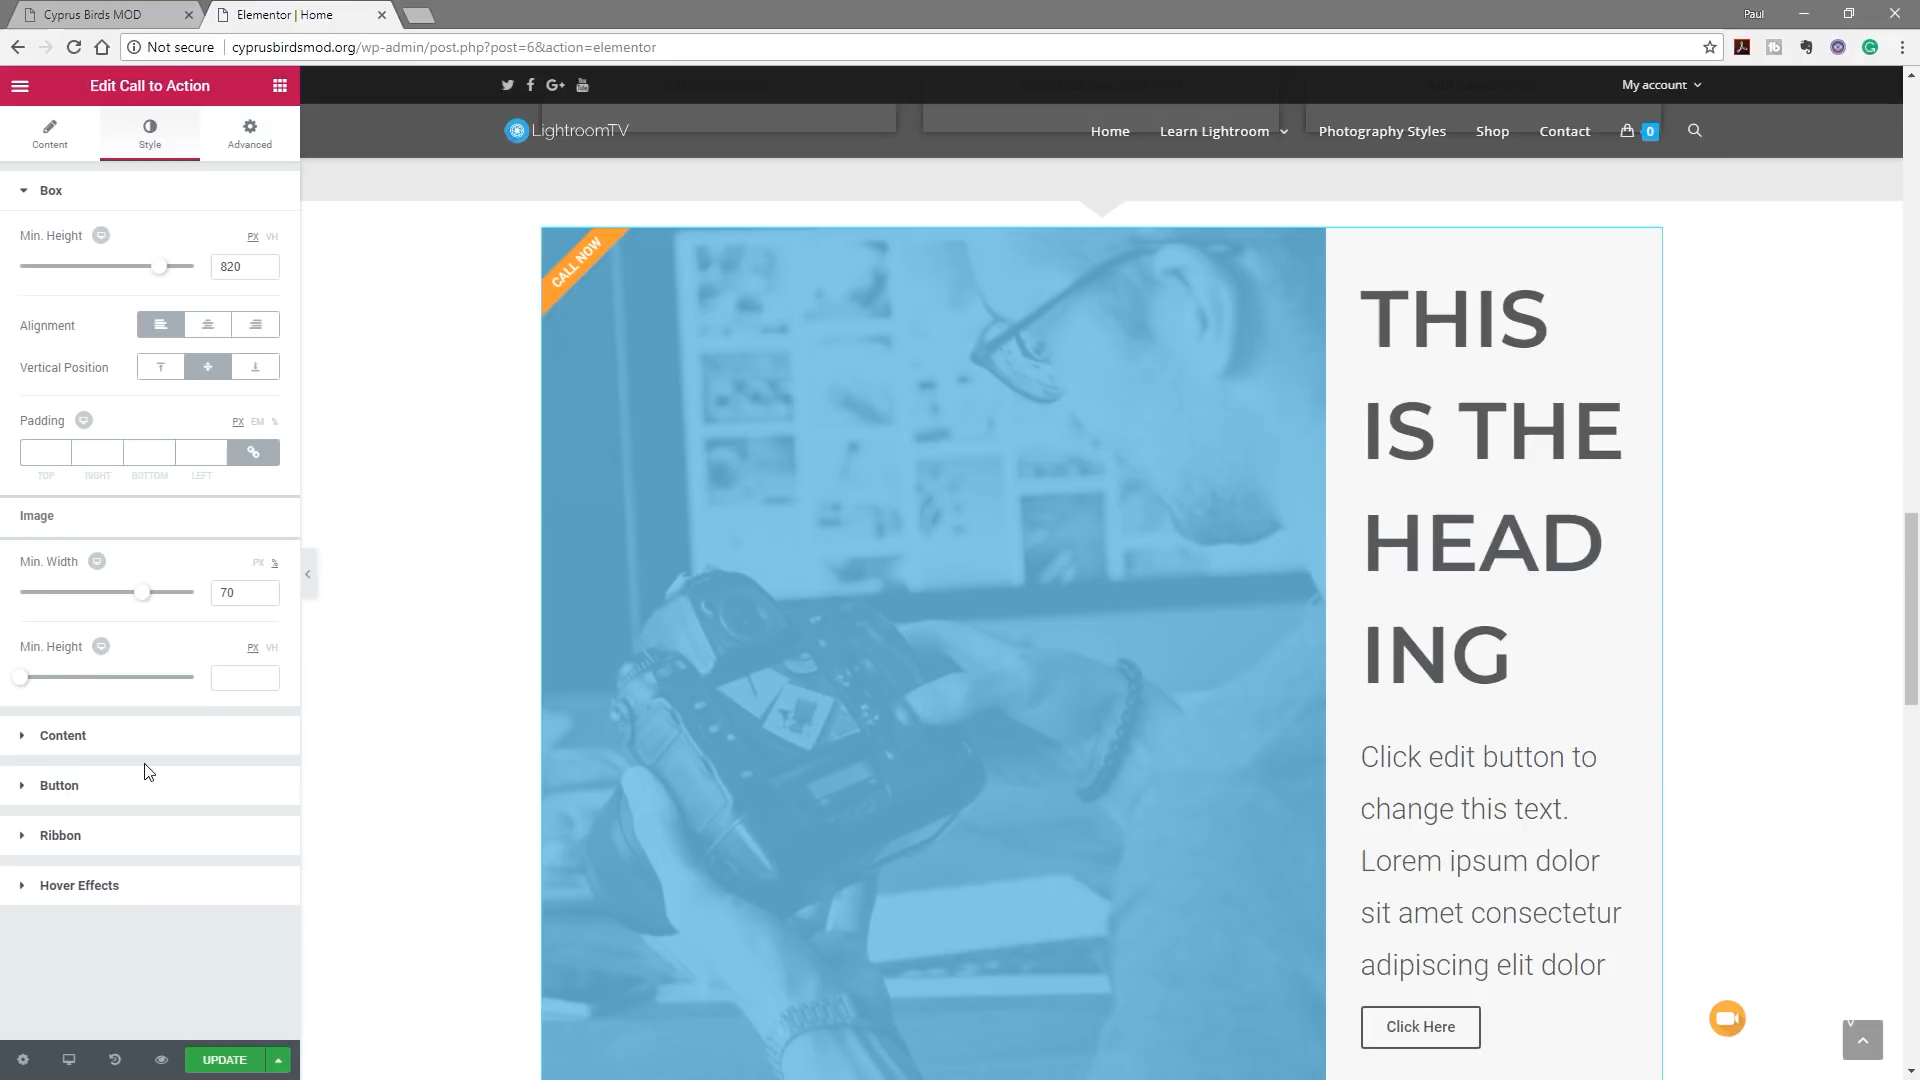 Cyprus Birds MOD
Elementor | Home
Paul
Not secure
cyprusbirdsmod.org/wp-admin/post.php?post=6&action=elementor
Edit Call to Action
My account
Content
Style
Advanced
LightroomTV
Home
Learn Lightroom
Photography Styles
Shop
Contact
0
Box
Min. Height
PX VH
820
Alignment
Vertical Position
Padding
PX EM %
TOP RIGHT BOTTOM LEFT
Image
Min. Width
PX %
70
Min. Height
PX VH
Content
Button
Ribbon
Hover Effects
UPDATE
CALL NOW
THIS
IS THE
HEAD
ING
Click edit button to
change this text.
Lorem ipsum dolor
sit amet consectetur
adipiscing elit dolor
Click Here